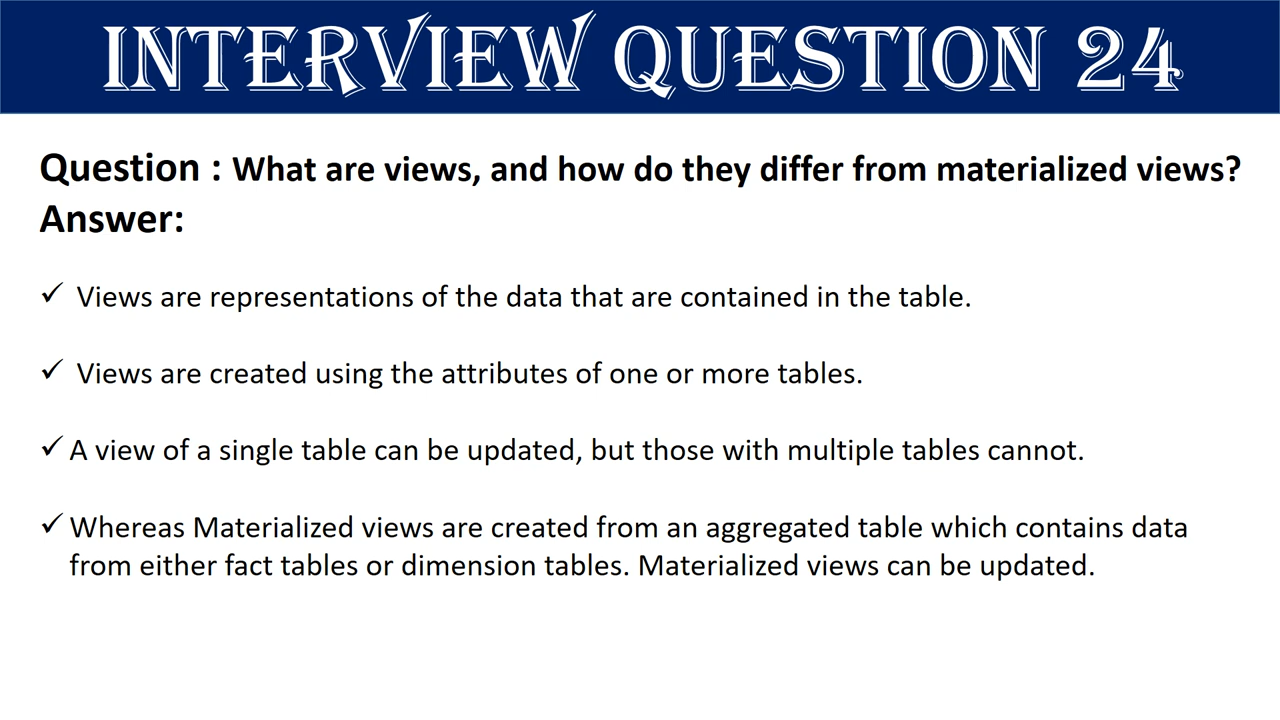 INTERVIEW QUESTION 24
Question : What are views, and how do they differ from materialized views?
Answer:
✓ Views are representations of the data that are contained in the table.
✓ Views are created using the attributes of one or more tables.
✓ A view of a single table can be updated, but those with multiple tables cannot.
✓ Whereas Materialized views are created from an aggregated table which contains data
from either fact tables or dimension tables. Materialized views can be updated.